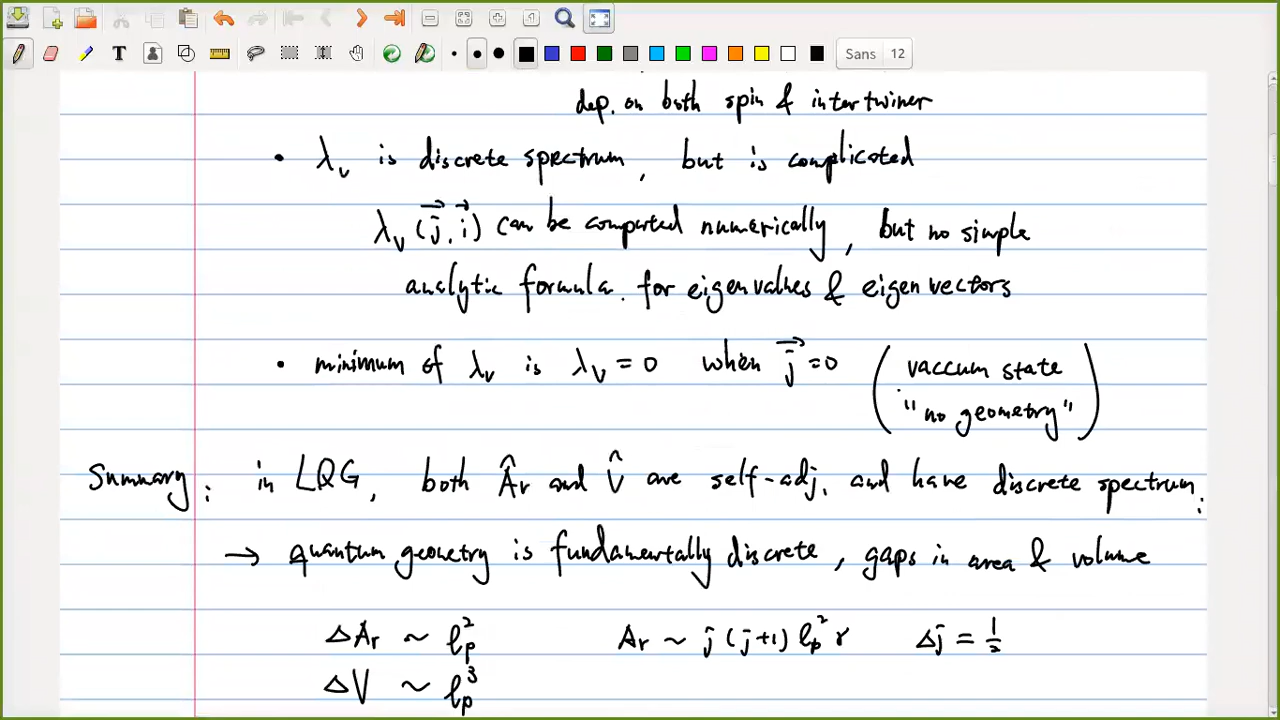 Sans 12
dep. on both spin & intertwiner
• λ_v is discrete spectrum, but is complicated
λ_v (j⃗, i⃗) can be computed numerically, but no simple
analytic formula. for eigenvalues & eigenvectors
• minimum of λ_v is λ_v = 0 when j⃗ = 0 (vaccum state
"no geometry")
Summary: in LQG, both Âr and V̂ are self-adj. and have discrete spectrum:
→ quantum geometry is fundamentally discrete, gaps in area & volume
ΔAr ~ l_p^2 Ar ~ j(j+1) l_p^2 γ Δj = 1/2
ΔV ~ l_p^3